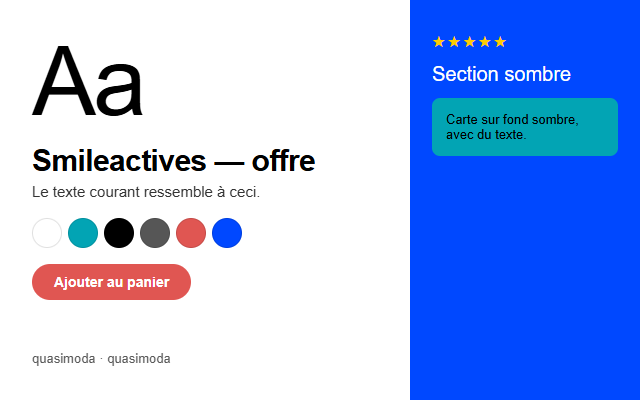 Aa
Smileactives — offre
Le texte courant ressemble à ceci.
Ajouter au panier
quasimoda · quasimoda
★★★★★
Section sombre
Carte sur fond sombre,
avec du texte.